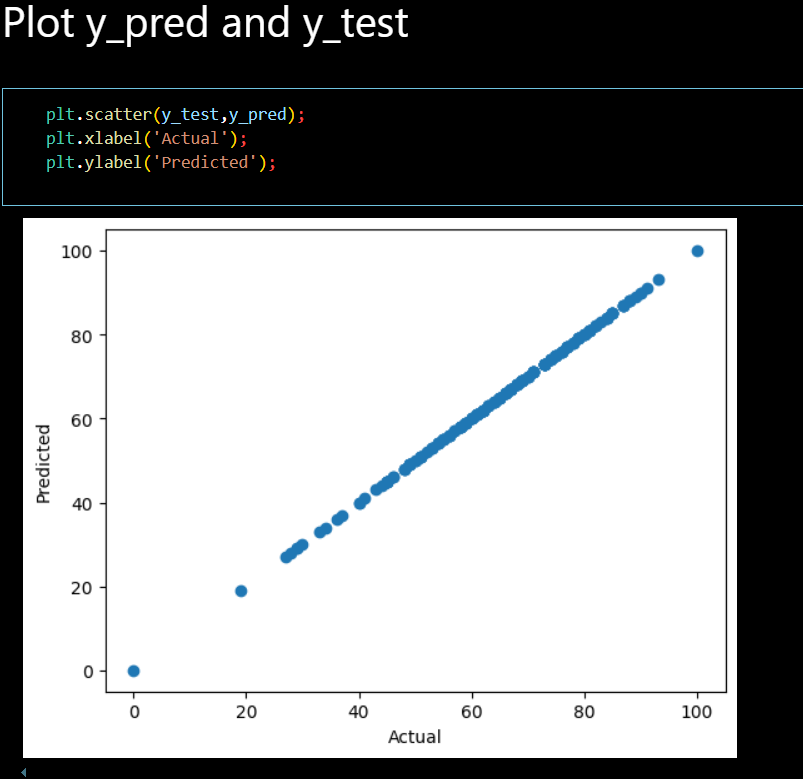 Plot y_pred and y_test
plt.scatter(y_test,y_pred);
plt.xlabel('Actual');
plt.ylabel('Predicted');
100
80
60
40
20
0
Predicted
0 20 40 60 80 100
Actual